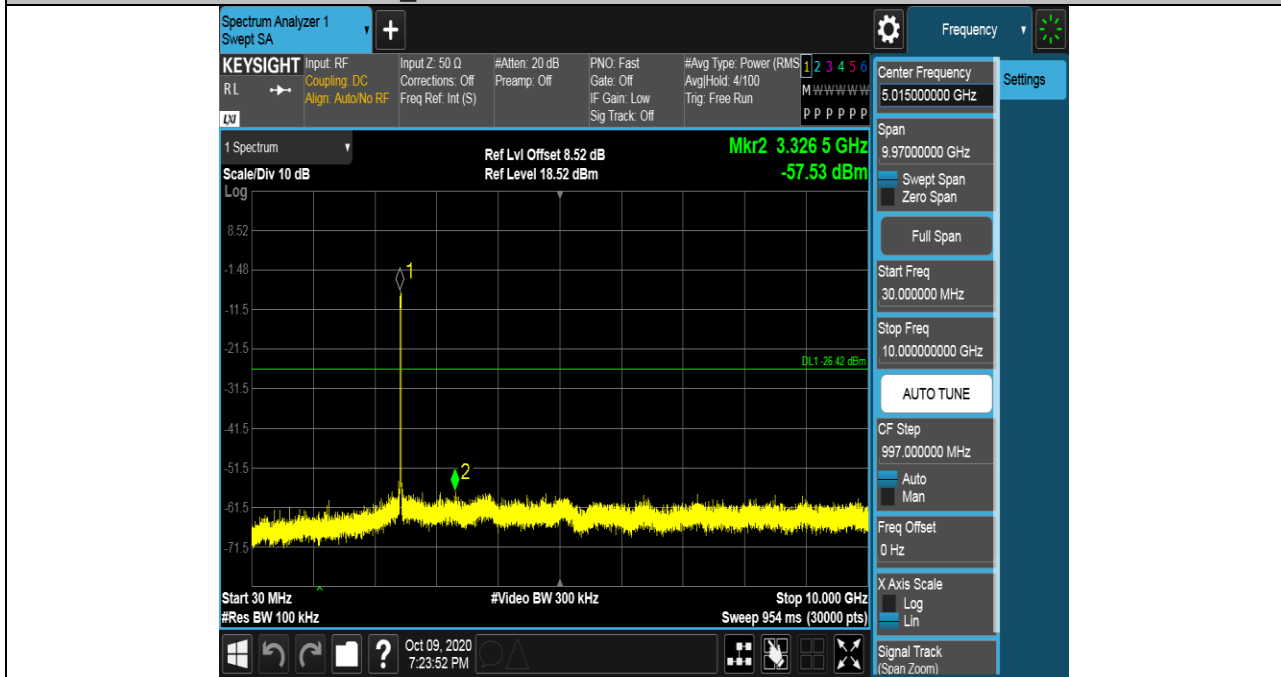 Spectrum Analyzer 1
Swept SA
+
Frequency
KEYSIGHT
RL
LXI
Input: RF
Coupling: DC
Align: Auto/No RF
Input Z: 50 Ω
Corrections: Off
Freq Ref: Int (S)
#Atten: 20 dB
Preamp: Off
PNO: Fast
Gate: Off
IF Gain: Low
Sig Track: Off
#Avg Type: Power (RMS
Avg|Hold: 4/100
Trig: Free Run
1 2 3 4 5 6
M W W W W W
P P P P P P
1 Spectrum
Scale/Div 10 dB
Ref Lvl Offset 8.52 dB
Ref Level 18.52 dBm
Mkr2 3.326 5 GHz
-57.53 dBm
Log
8.52
-1.48
-11.5
-21.5
-31.5
-41.5
-51.5
-61.5
-71.5
1
2
DL1 -26.42 dBm
Start 30 MHz
#Res BW 100 kHz
#Video BW 300 kHz
Stop 10.000 GHz
Sweep 954 ms (30000 pts)
Center Frequency
5.015000000 GHz
Settings
Span
9.97000000 GHz
Swept Span
Zero Span
Full Span
Start Freq
30.000000 MHz
Stop Freq
10.000000000 GHz
AUTO TUNE
CF Step
997.000000 MHz
Auto
Man
Freq Offset
0 Hz
X Axis Scale
Log
Lin
Signal Track
(Span Zoom)
?
Oct 09, 2020
7:23:52 PM